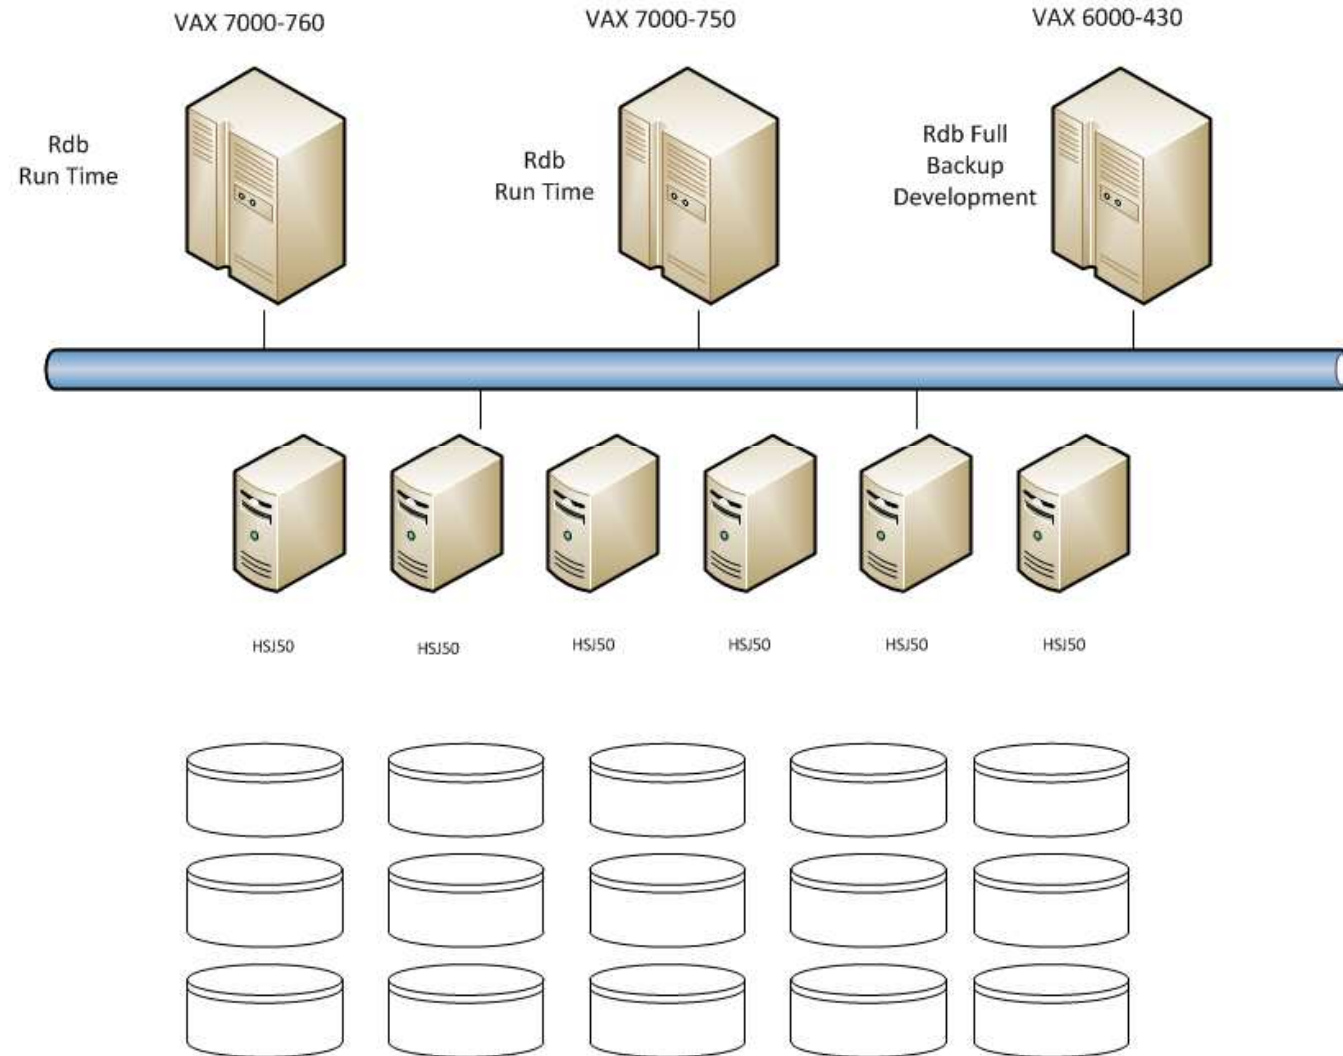 VAX 7000-760
VAX 7000-750
VAX 6000-430
Rdb
Run Time
Rdb
Run Time
Rdb Full
Backup
Development
HSJ50
HSJ50
HSJ50
HSJ50
HSJ50
HSJ50